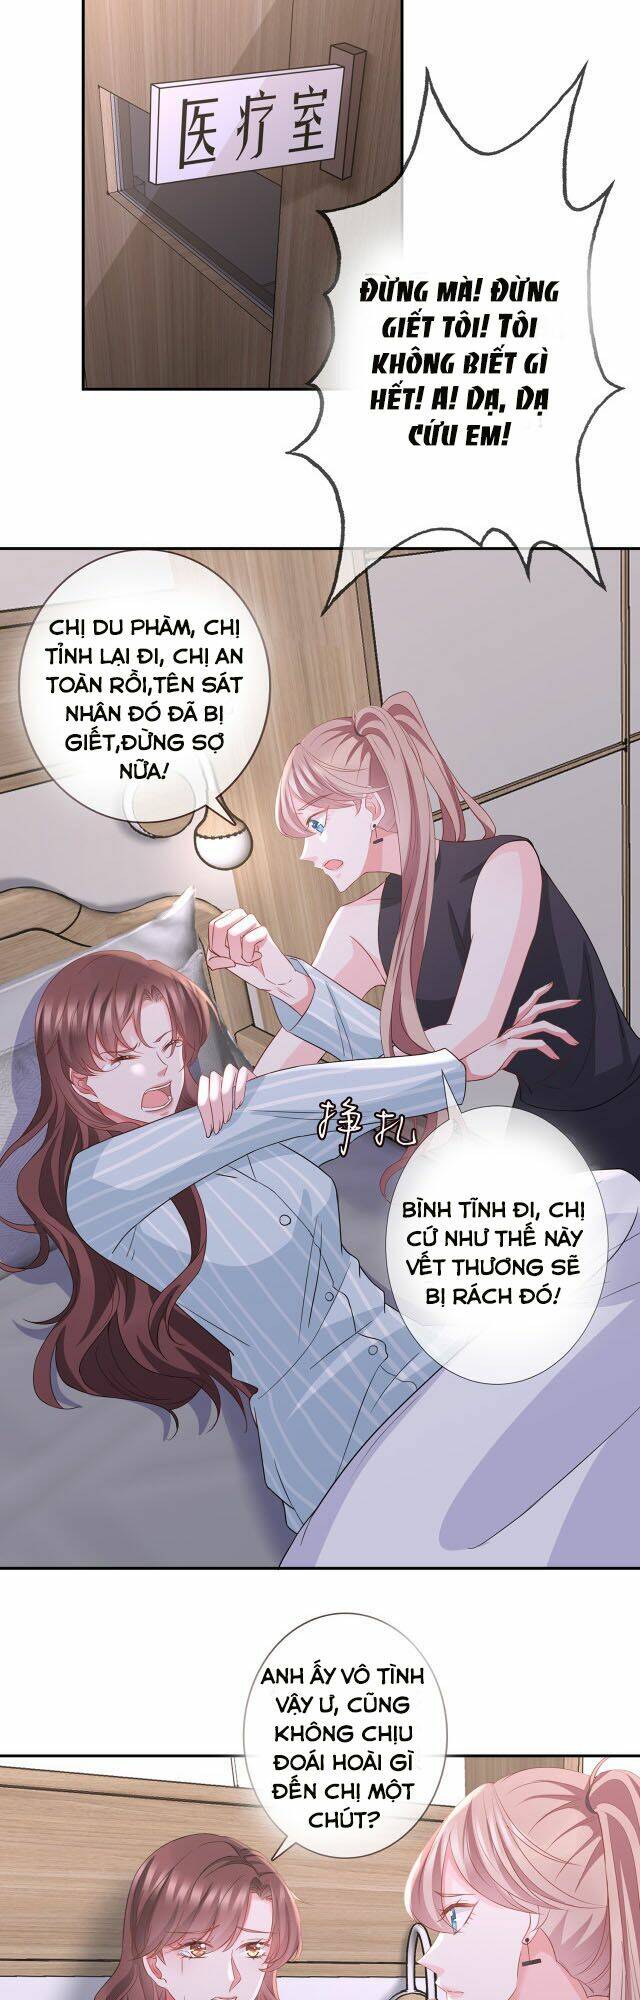 医疗室
ĐỪNG MÀ! ĐỪNG
GIẾT TÔI! TÔI
KHÔNG BIẾT GÌ
HẾT! A! DẠ, DẠ
CỨU EM!
CHỊ DU PHÀM, CHỊ
TỈNH LẠI ĐI, CHỊ AN
TOÀN RỒI,TÊN SÁT
NHÂN ĐÓ ĐÃ BỊ
GIẾT,ĐỪNG SỢ
NỮA!
挣扎
BÌNH TĨNH ĐI, CHỊ
CỨ NHƯ THẾ NÀY
VẾT THƯƠNG SẼ
BỊ RÁCH ĐÓ!
ANH ẤY VÔ TÌNH
VẬY Ư, CŨNG
KHÔNG CHỊU
ĐOÁI HOÀI GÌ
ĐẾN CHỊ MỘT
CHÚT?